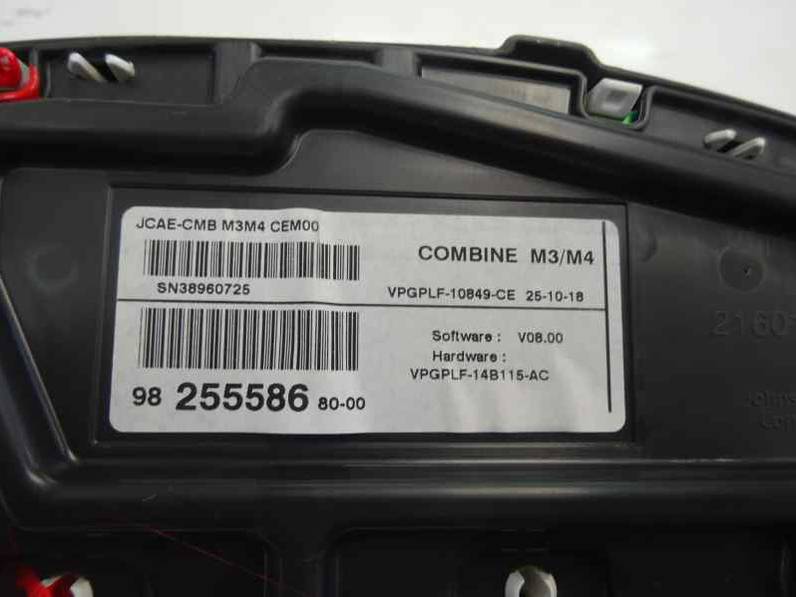 JCAE-CMB M3M4 CEM00
COMBINE M3/M4
SN38960725
VPGPLF-10849-CE 25-10-18
Software : V08.00
Hardware :
VPGPLF-14B115-AC
98 255586 80-00
2160
Johns